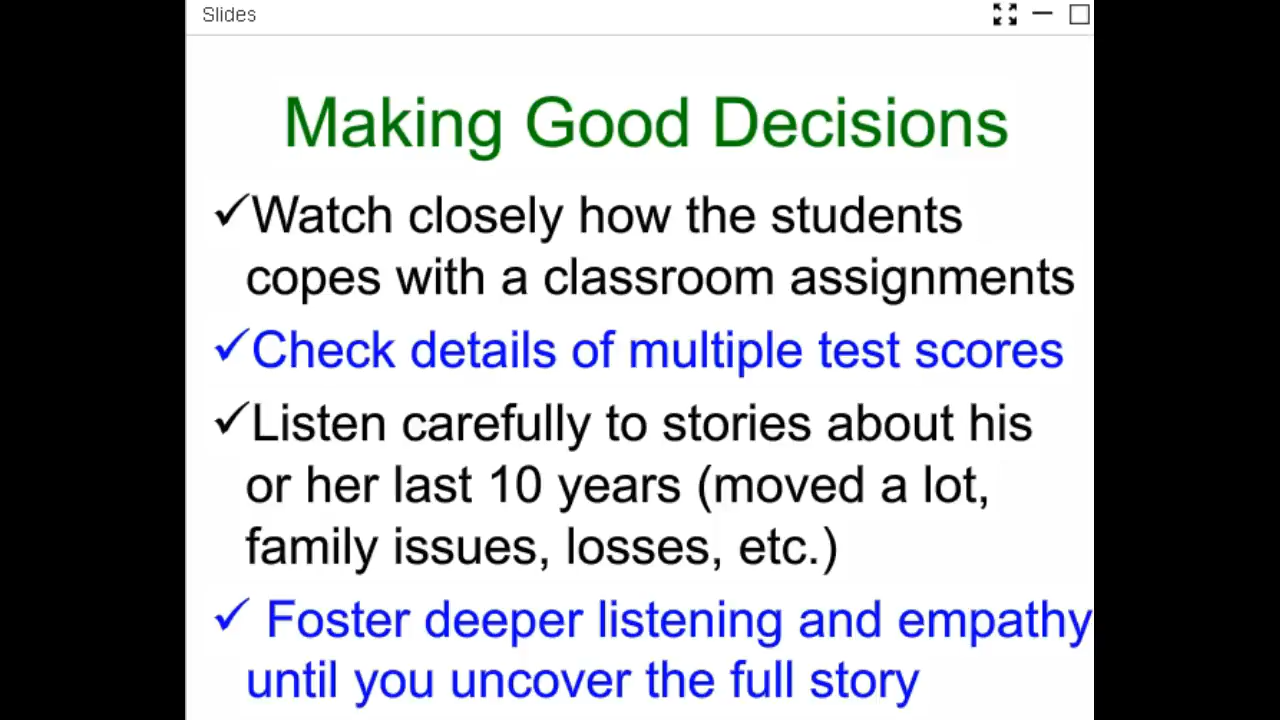 Slides
Making Good Decisions
✓Watch closely how the students
copes with a classroom assignments
✓Check details of multiple test scores
✓Listen carefully to stories about his
or her last 10 years (moved a lot,
family issues, losses, etc.)
✓ Foster deeper listening and empathy
until you uncover the full story